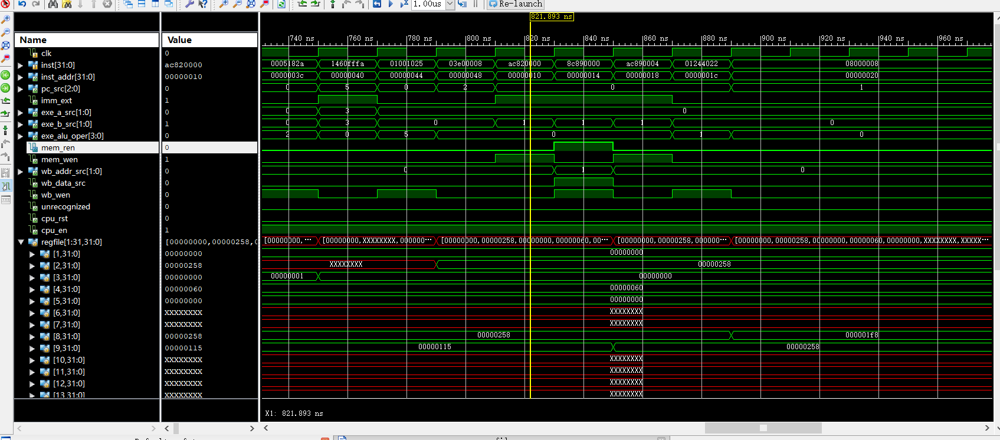 1.00us Re-launch
821.893 ns
Name Value
740 ns 760 ns 780 ns 800 ns 820 ns 840 ns 860 ns 880 ns 900 ns 920 ns 940 ns 960 ns
clk 0
inst[31:0] ac820000 0005182a 1460fffa 01001025 03e00008 ac820000 8c890000 ac890004 01244022 08000008
inst_addr[31:0] 00000010 0000003c 00000040 00000044 00000048 00000010 00000014 00000018 0000001c 00000020
pc_src[2:0] 0 0 5 0 2 0 1
imm_ext 1
exe_a_src[1:0] 0 0 3 0
exe_b_src[1:0] 1 0 3 0 1 1 1 0
exe_alu_oper[3:0] 0 2 0 5 0 1 0
mem_ren 0
mem_wen 1
wb_addr_src[1:0] 0 0 1 0
wb_data_src 0
wb_wen 0
unrecognized 0
cpu_rst 0
cpu_en 1
regfile[1:31,31:0] [00000000,00000258,0 [00000000,··· [00000000,XXXXXXXX,000000··· [00000000,00000258,00000000,00000060,00··· [00000000,00000258,000000··· [00000000,00000258,00000000,00000060,00000000,XXXXXXXX,XXXXX···
[1,31:0] 00000000 00000000
[2,31:0] 00000258 XXXXXXXX 00000258
[3,31:0] 00000000 00000001 00000000
[4,31:0] 00000060 00000060
[5,31:0] 00000000 00000000
[6,31:0] XXXXXXXX XXXXXXXX
[7,31:0] XXXXXXXX XXXXXXXX
[8,31:0] 00000258 00000258 000001f8
[9,31:0] 00000115 00000115 00000258
[10,31:0] XXXXXXXX XXXXXXXX
[11,31:0] XXXXXXXX XXXXXXXX
[12,31:0] XXXXXXXX XXXXXXXX
[13,31:0] XXXXXXXX XXXXXXXX
X1: 821.893 ns